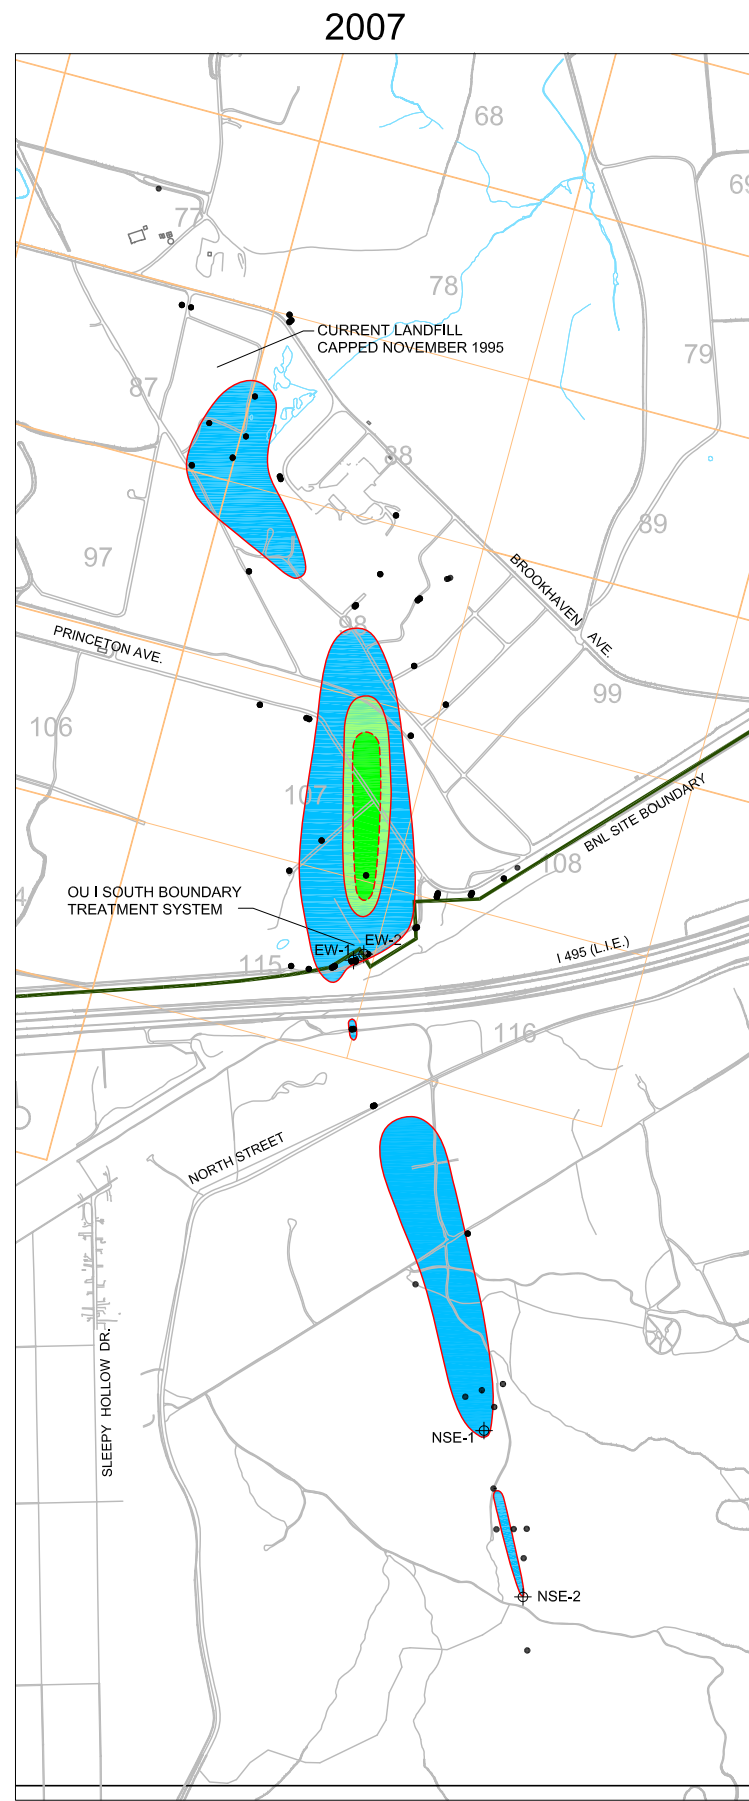 2007
68
69
77
78
CURRENT LANDFILL
CAPPED NOVEMBER 1995
79
87
88
89
97
BROOKHAVEN AVE.
98
PRINCETON AVE.
99
106
107
BNL SITE BOUNDARY
108
OU I SOUTH BOUNDARY
TREATMENT SYSTEM
EW-1
EW-2
I 495 (L.I.E.)
115
116
NORTH STREET
SLEEPY HOLLOW DR.
NSE-1
NSE-2